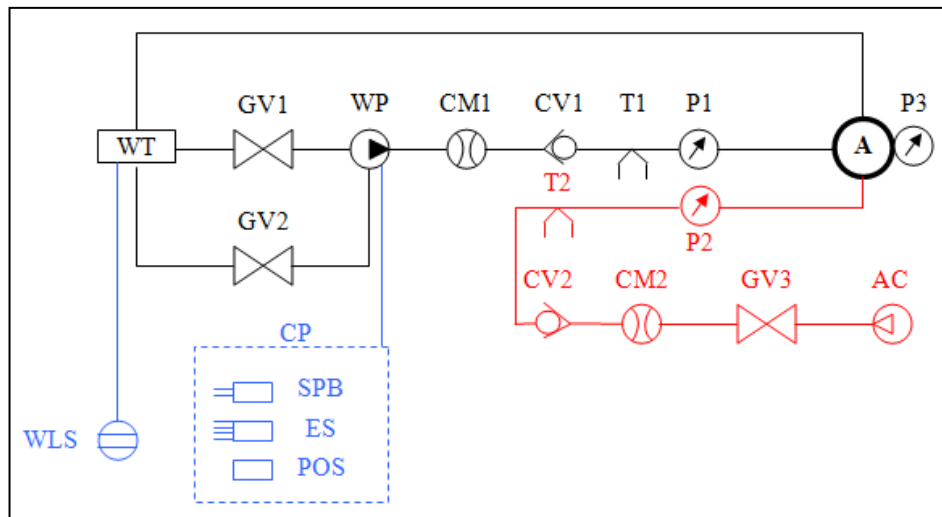 GV1 WP CM1 CV1 T1 P1 P3
WT A
T2
GV2 P2
CV2 CM2 GV3 AC
CP
SPB
WLS ES
POS